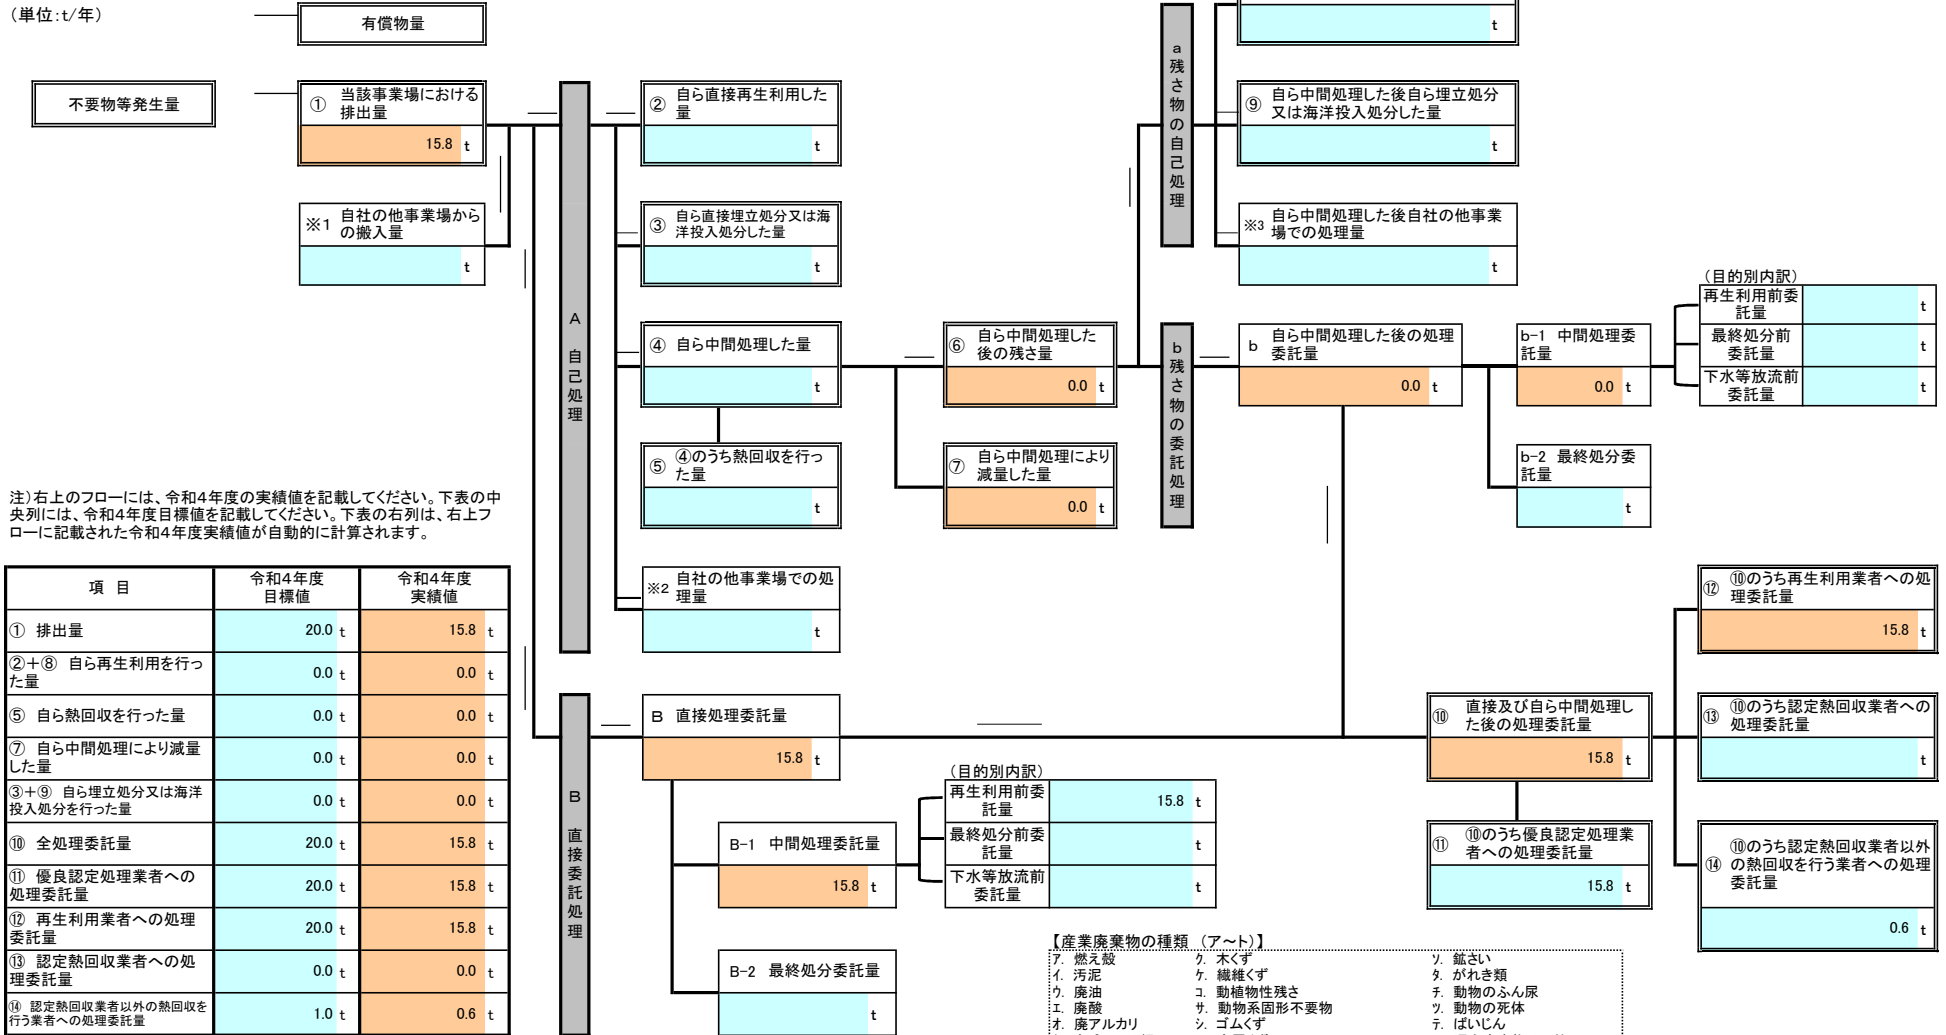 (単位:t/年)
有償物量
不要物等発生量
① 当該事業場における
排出量
15.8 t
※1 自社の他事業場から
の搬入量
t
A 自己処理
② 自ら直接再生利用した
量
t
③ 自ら直接埋立処分又は海
洋投入処分した量
t
④ 自ら中間処理した量
t
⑤ ④のうち熱回収を行っ
た量
t
※2 自社の他事業場での処
理量
t
⑥ 自ら中間処理した
後の残さ量
0.0 t
⑦ 自ら中間処理により
減量した量
0.0 t
a 残さ物の自己処理
t
⑨ 自ら中間処理した後自ら埋立処分
又は海洋投入処分した量
t
※3 自ら中間処理した後自社の他事業
場での処理量
t
b 残さ物の委託処理
b 自ら中間処理した後の処理
委託量
0.0 t
b-1 中間処理委
託量
0.0 t
b-2 最終処分委
託量
t
(目的別内訳)
再生利用前委
託量
t
最終処分前
委託量
t
下水等放流前
委託量
t
注)右上のフローには、令和4年度の実績値を記載してください。下表の中
央列には、令和4年度目標値を記載してください。下表の右列は、右上フ
ローに記載された令和4年度実績値が自動的に計算されます。
項 目 令和4年度
目標値 令和4年度
実績値
① 排出量 20.0 t 15.8 t
②+⑧ 自ら再生利用を行っ
た量 0.0 t 0.0 t
⑤ 自ら熱回収を行った量 0.0 t 0.0 t
⑦ 自ら中間処理により減量
した量 0.0 t 0.0 t
③+⑨ 自ら埋立処分又は海洋
投入処分を行った量 0.0 t 0.0 t
⑩ 全処理委託量 20.0 t 15.8 t
⑪ 優良認定処理業者への
処理委託量 20.0 t 15.8 t
⑫ 再生利用業者への処理
委託量 20.0 t 15.8 t
⑬ 認定熱回収業者への処
理委託量 0.0 t 0.0 t
⑭ 認定熱回収業者以外の熱回収を
行う業者への処理委託量 1.0 t 0.6 t
B 直接委託処理
B 直接処理委託量
15.8 t
B-1 中間処理委託量
15.8 t
B-2 最終処分委託量
t
(目的別内訳)
再生利用前委
託量
15.8 t
最終処分前委
託量
t
下水等放流前
委託量
t
⑩ 直接及び自ら中間処理し
た後の処理委託量
15.8 t
⑪ ⑩のうち優良認定処理業
者への処理委託量
15.8 t
⑫ ⑩のうち再生利用業者への処
理委託量
15.8 t
⑬ ⑩のうち認定熱回収業者への
処理委託量
t
⑭ ⑩のうち認定熱回収業者以外
の熱回収を行う業者への処理
委託量
0.6 t
【産業廃棄物の種類 (ア〜ト)】
ア. 燃え殻 ク. 木くず ソ. 鉱さい
イ. 汚泥 ケ. 繊維くず タ. がれき類
ウ. 廃油 コ. 動植物性残さ チ. 動物のふん尿
エ. 廃酸 サ. 動物系固形不要物 ツ. 動物の死体
オ. 廃アルカリ シ. ゴムくず テ. ばいじん